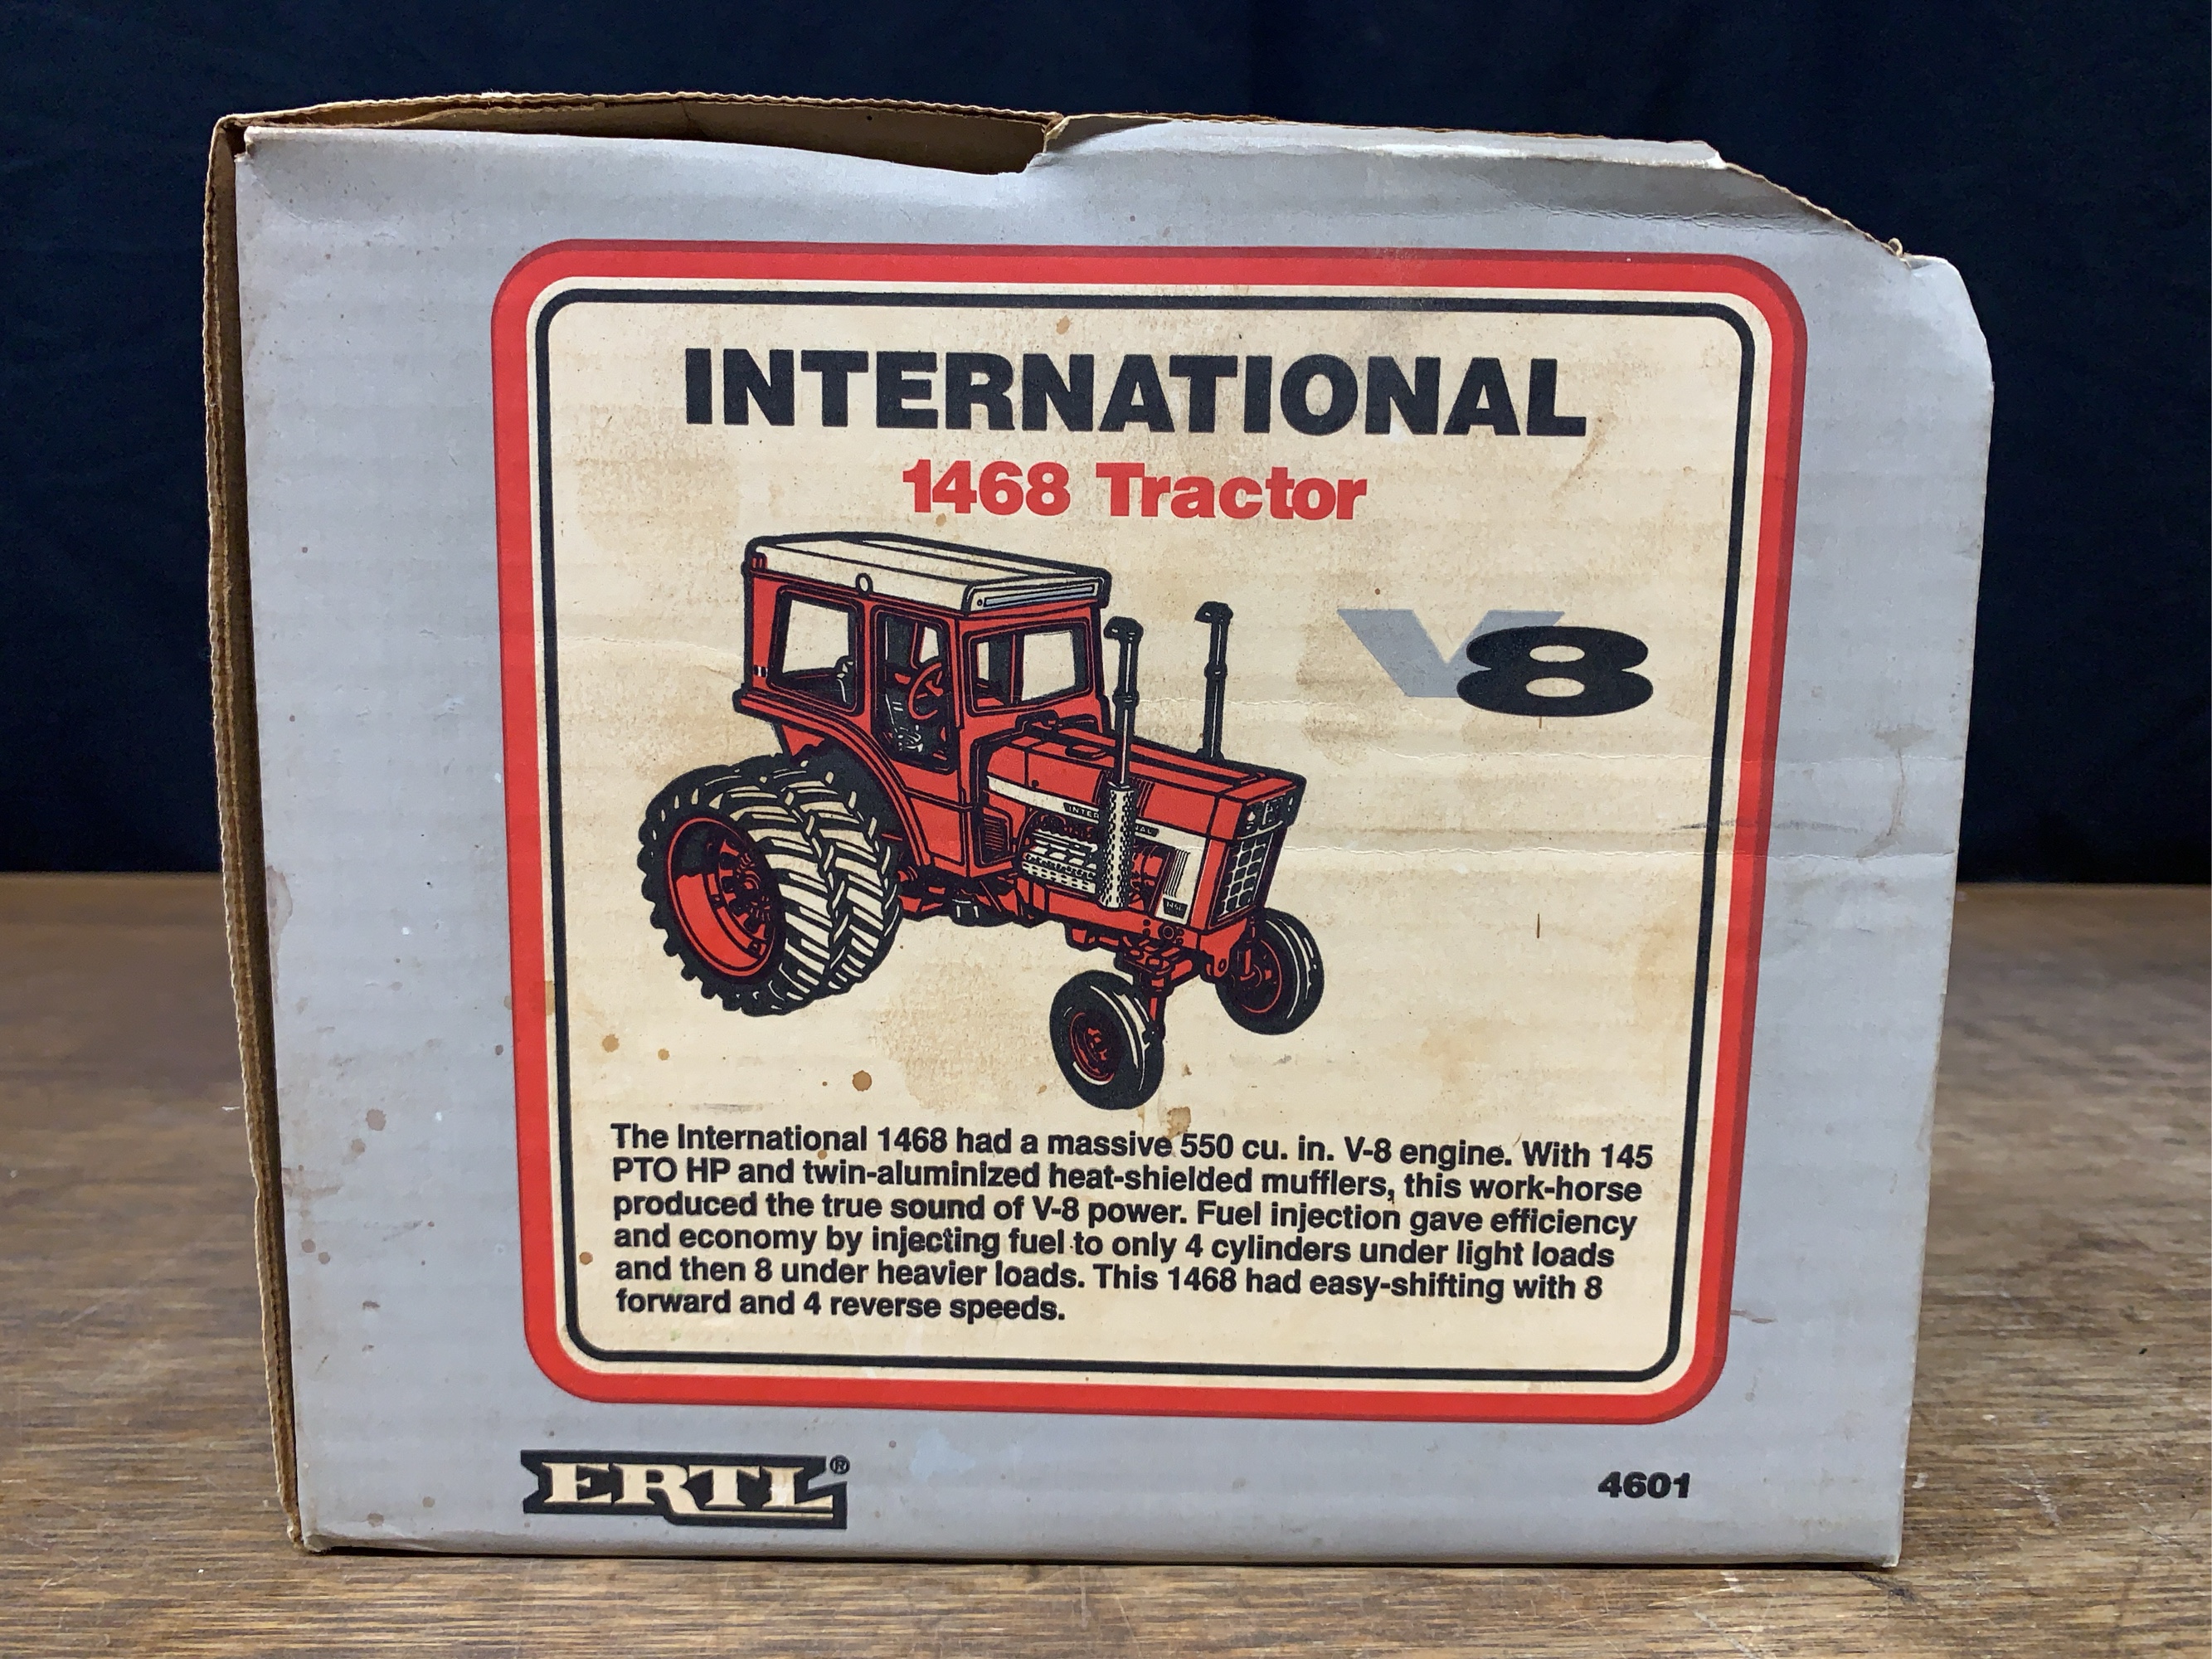 INTERNATIONAL
1468 Tractor
V8
INTERNATIONAL
The International 1468 had a massive 550 cu. in. V-8 engine. With 145
PTO HP and twin-aluminized heat-shielded mufflers, this work-horse
produced the true sound of V-8 power. Fuel injection gave efficiency
and economy by injecting fuel to only 4 cylinders under light loads
and then 8 under heavier loads. This 1468 had easy-shifting with 8
forward and 4 reverse speeds.
ERTL®
4601